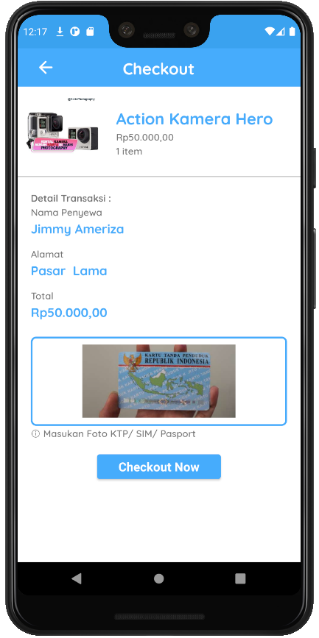 12:17
Checkout
Action Kamera Hero
Rp50.000,00
1 item
Detail Transaksi :
Nama Penyewa
Jimmy Ameriza
Alamat
Pasar Lama
Total
Rp50.000,00
KARTU TANDA PENDUDUK
REPUBLIK INDONESIA
Masukan Foto KTP/ SIM/ Pasport
Checkout Now